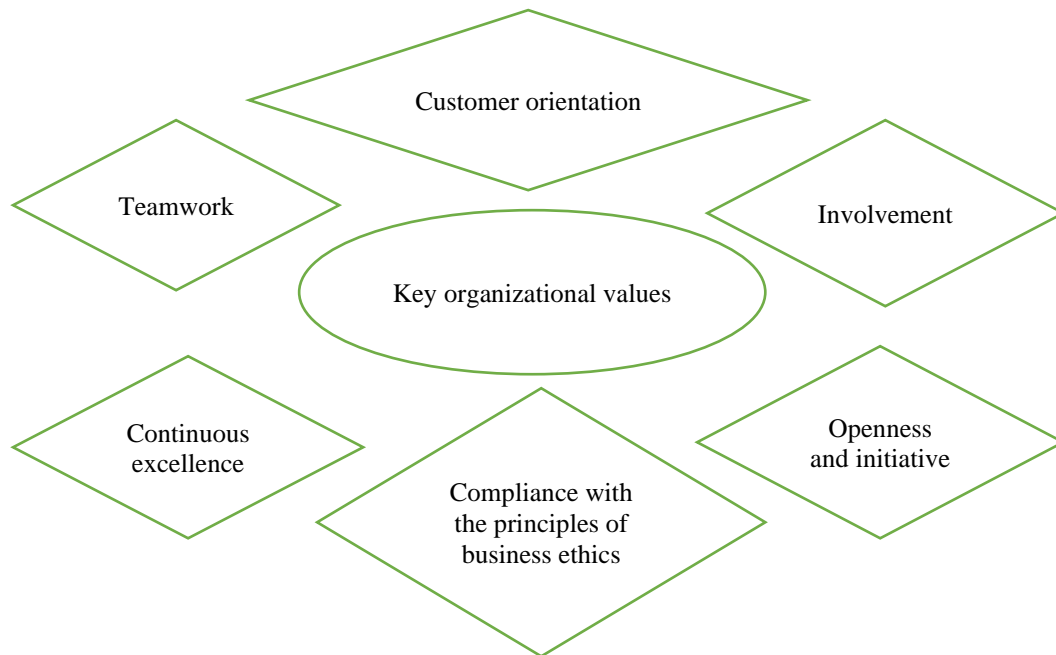 Customer orientation
Teamwork
Involvement
Key organizational values
Continuous
excellence
Openness
and initiative
Compliance with
the principles of
business ethics